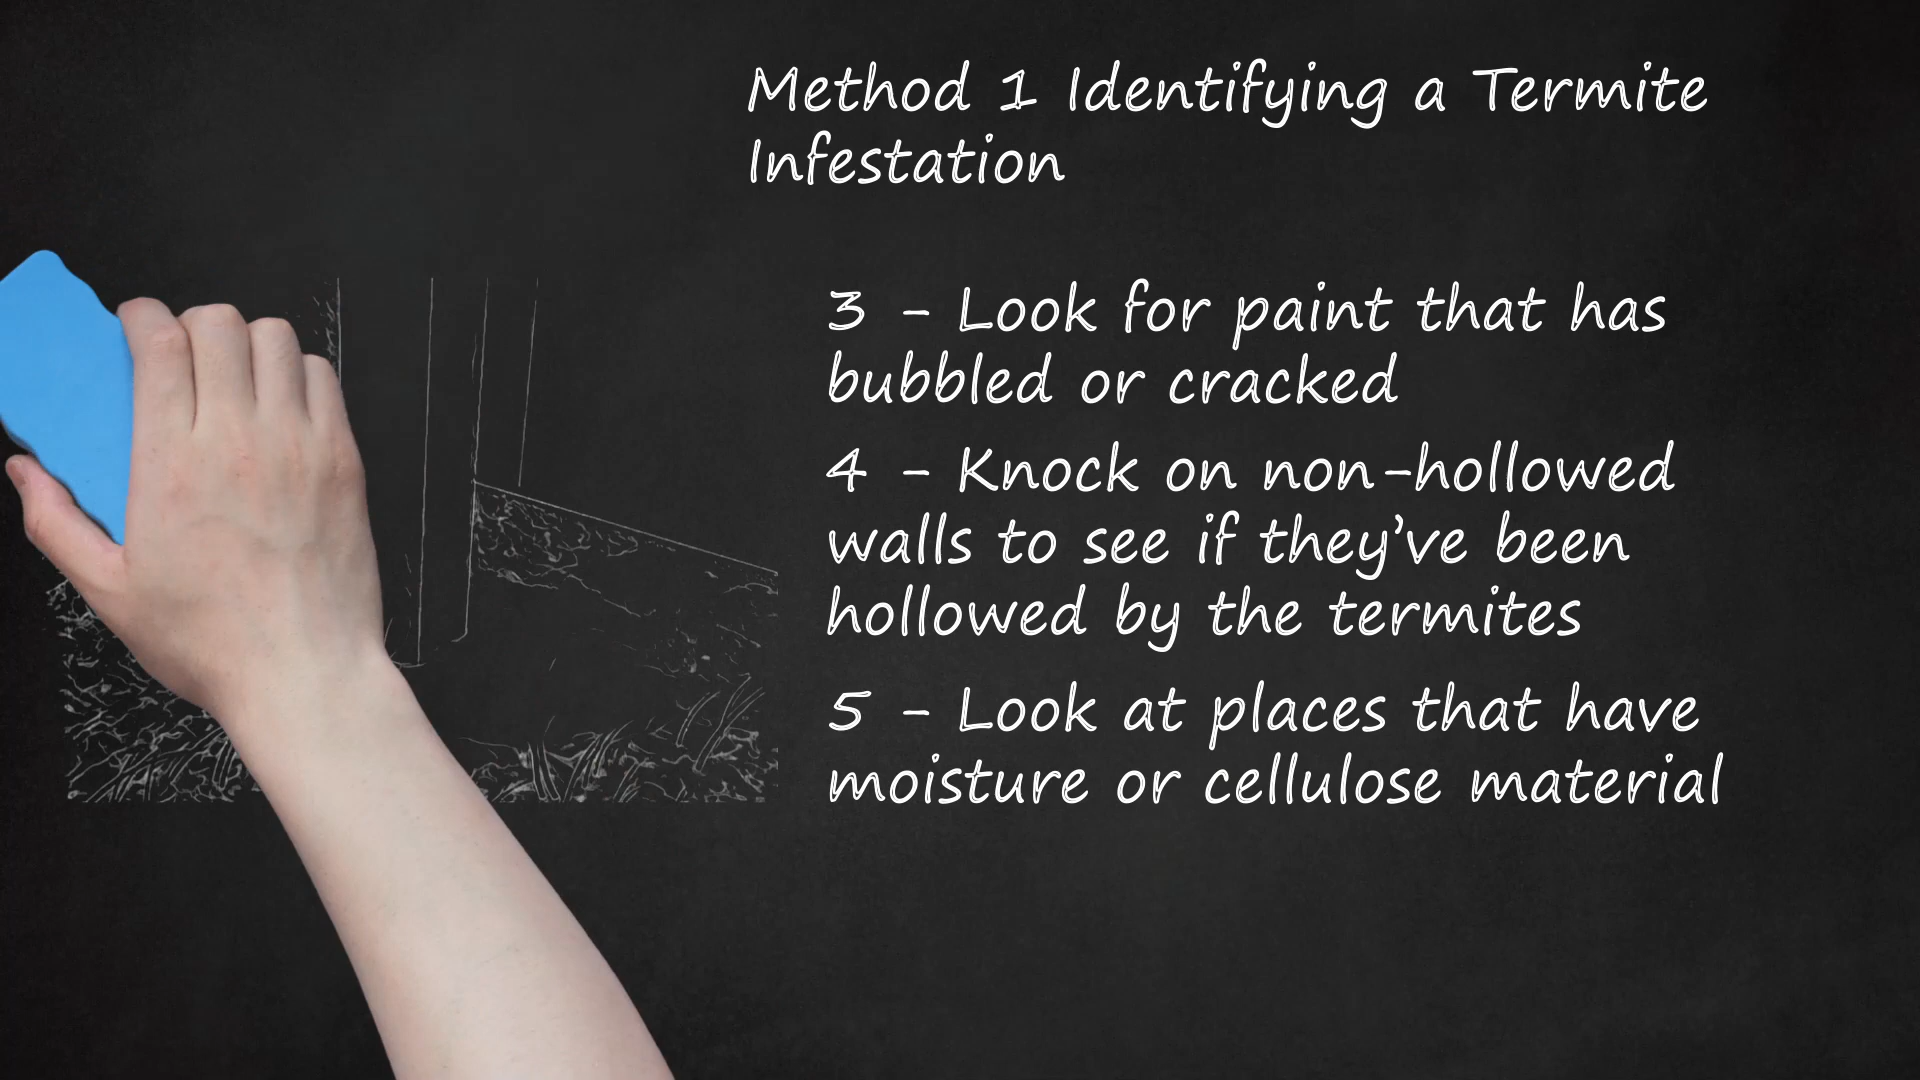 Method 1 Identifying a Termite
Infestation
3 - Look for paint that has
bubbled or cracked
4 - Knock on non-hollowed
walls to see if they’ve been
hollowed by the termites
5 - Look at places that have
moisture or cellulose material